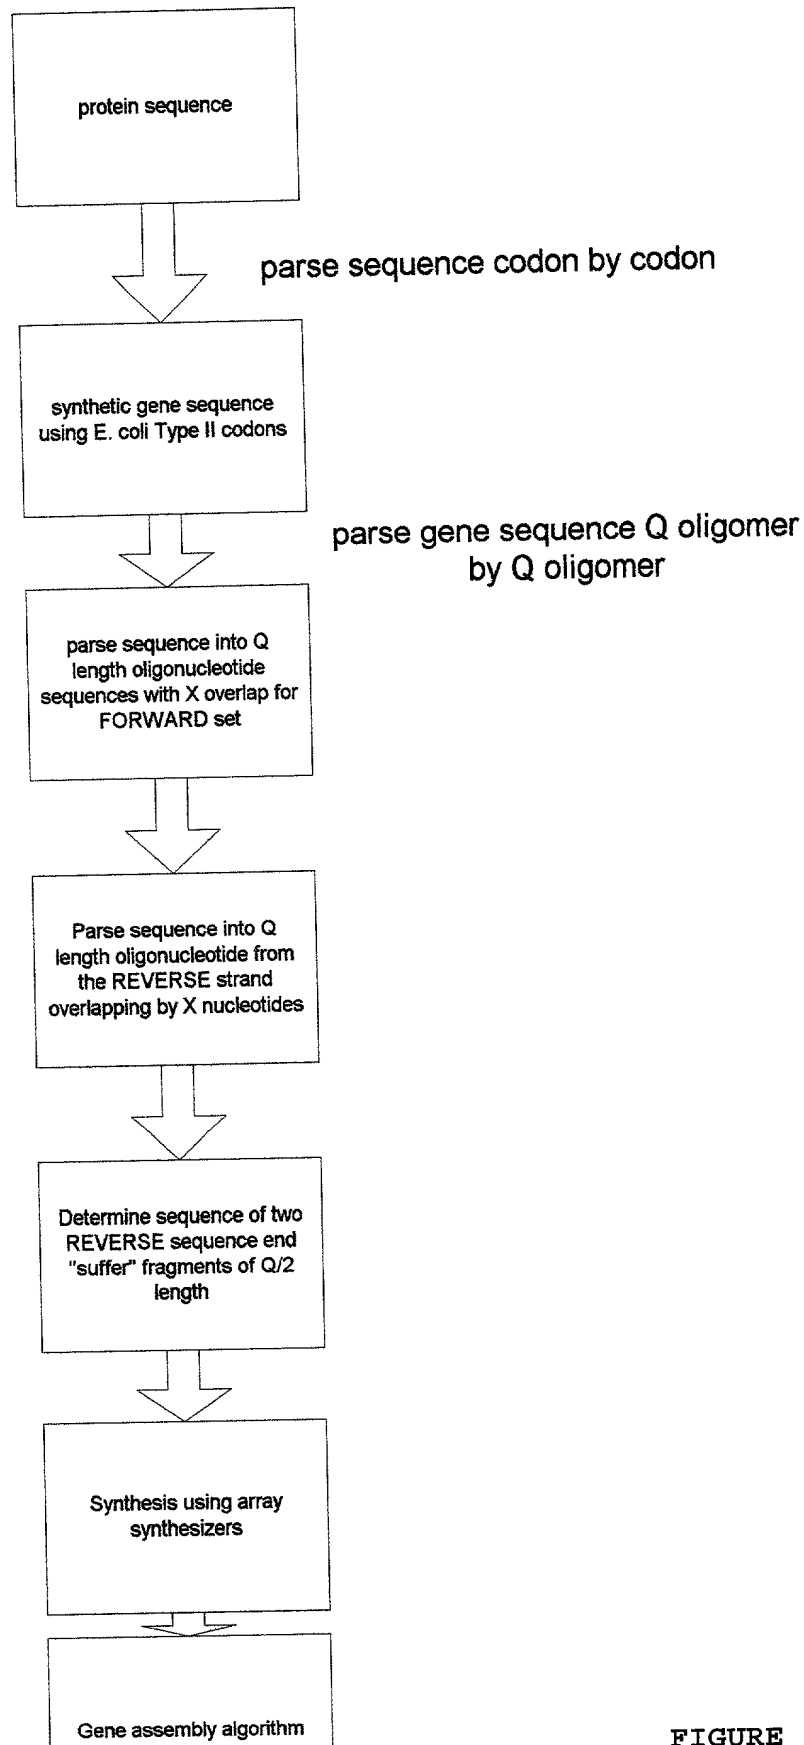 protein sequence
parse sequence codon by codon
synthetic gene sequence
using E. coli Type II codons
parse gene sequence Q oligomer
by Q oligomer
parse sequence into Q
length oligonucleotide
sequences with X overlap for
FORWARD set
Parse sequence into Q
length oligonucleotide from
the REVERSE strand
overlapping by X nucleotides
Determine sequence of two
REVERSE sequence end
"suffer" fragments of Q/2
length
Synthesis using array
synthesizers
Gene assembly algorithm
FIGURE